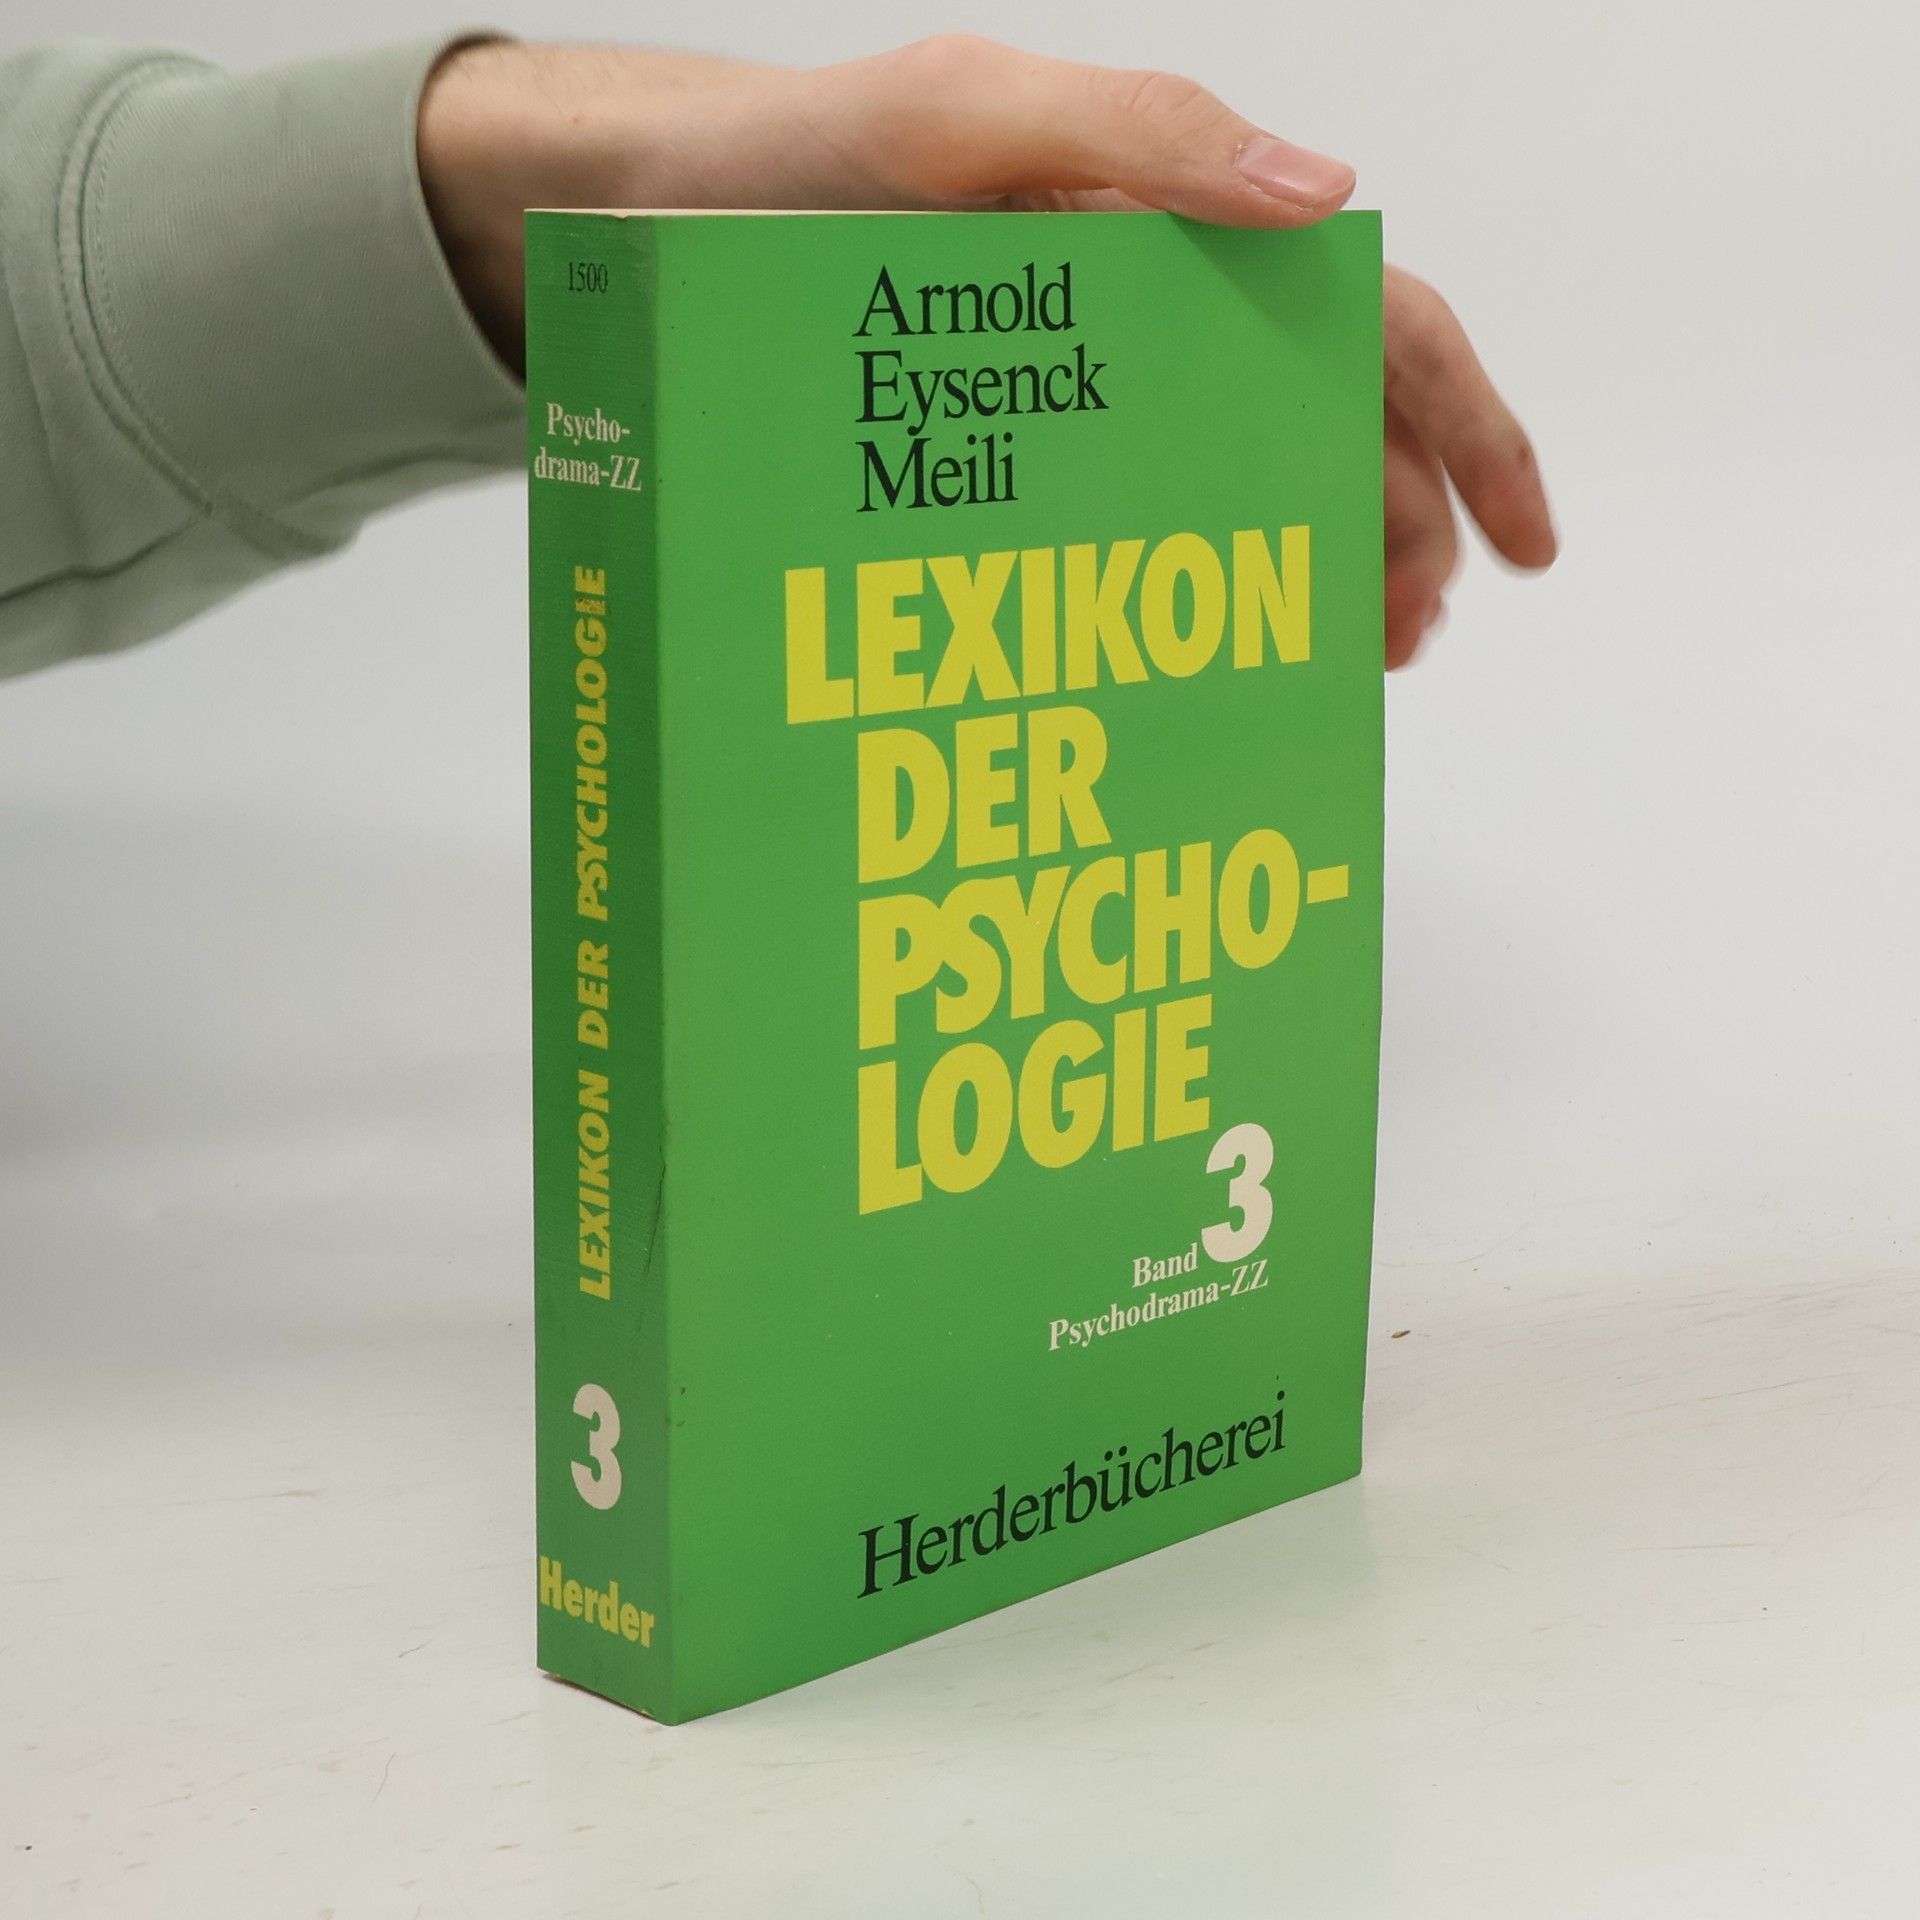 1500
Psycho-
drama-ZZ
LEXIKON DER PSYCHOLOGIE
3
Herder
Arnold
Eysenck
Meili
LEXIKON
DER
PSYCHO-
LOGIE
Band 3
Psychodrama-ZZ
Herderbücherei